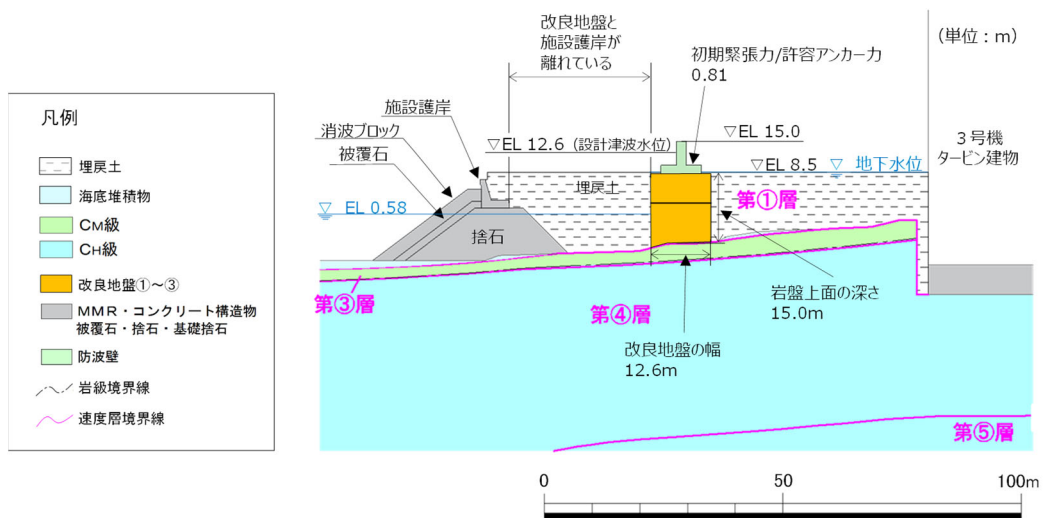 改良地盤と
施設護岸が
離れている
(単位:m)
初期緊張力/許容アンカー力
0.81
施設護岸
消波ブロック
被覆石
▽EL 12.6 (設計津波水位)
▽EL 15.0
▽EL 8.5
▽ 地下水位
3号機
タービン建物
埋戻土
第①層
▽ EL 0.58
捨石
第③層
第④層
岩盤上面の深さ
15.0m
改良地盤の幅
12.6m
第⑤層
0
50
100m
凡例
埋戻土
海底堆積物
CM級
CH級
改良地盤①~③
MMR・コンクリート構造物
被覆石・捨石・基礎捨石
防波壁
岩級境界線
速度層境界線